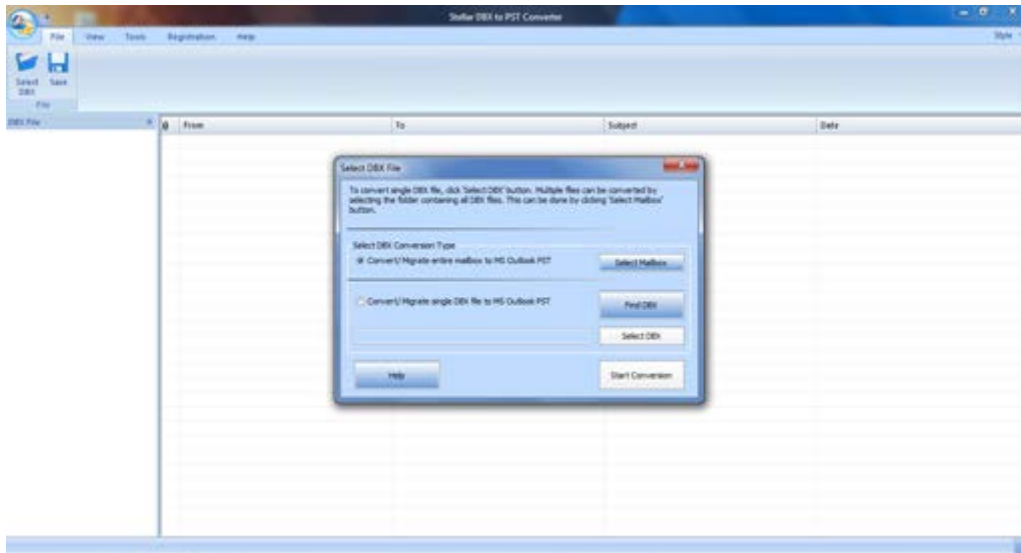 Stellar DBX to PST Converter
File View Tools Registration Help Style
Select DBX Save
File
DBX File
From To Subject Date
Select DBX File
To convert single DBX file, click 'Select DBX' button. Multiple files can be converted by
selecting the folder containing all DBX files. This can be done by clicking 'Select Mailbox'
button.
Select DBX Conversion Type
Convert/ Migrate entire mailbox to MS Outlook PST Select Mailbox
Convert/ Migrate single DBX file to MS Outlook PST Find DBX
Select DBX
Help Start Conversion